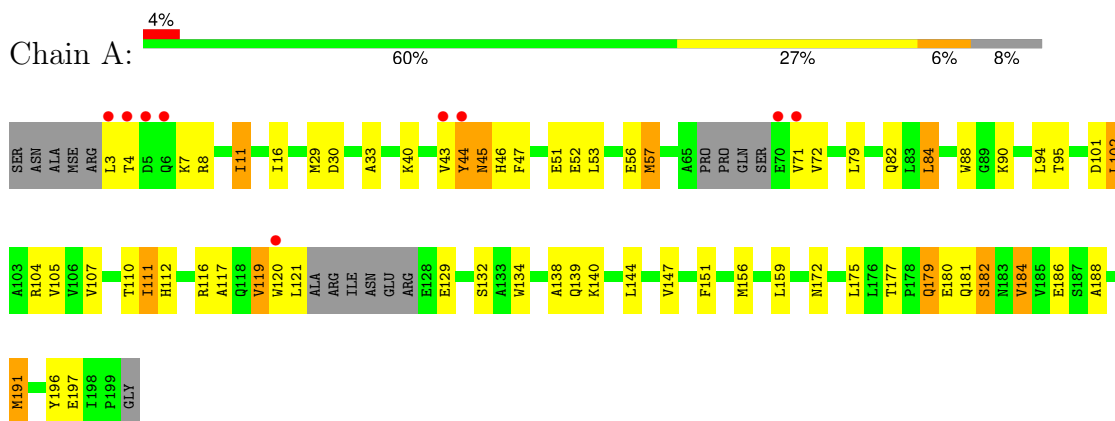 4%
Chain A:
60% 27% 6% 8%
SER ASN ALA MSE ARG L3 T4 D5 Q6 K7 R8 I11 I16 M29 D30 A33 K40 V43 Y44 N45 H46 F47 E51 E52 L53 E56 M57 A65 PRO PRO GLN SER E70 V71 V72 L79 Q82 L83 L84 W88 G89 K90 L94 T95 D101 L102
A103 R104 V105 V106 V107 T110 I111 H112 R116 A117 Q118 V119 W120 L121 ALA ARG ILE ASN GLU ARG E128 E129 S132 A133 W134 A138 Q139 K140 L144 V147 F151 M156 L159 N172 L175 L176 T177 P178 Q179 E180 Q181 S182 N183 V184 V185 E186 S187 A188
M191 Y196 E197 I198 P199 GLY